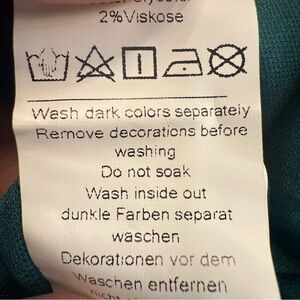 2%Viskose
Wash dark colors separately
Remove decorations before
washing
Do not soak
Wash inside out
dunkle Farben separat
waschen
Dekorationen vor dem
Waschen entfernen